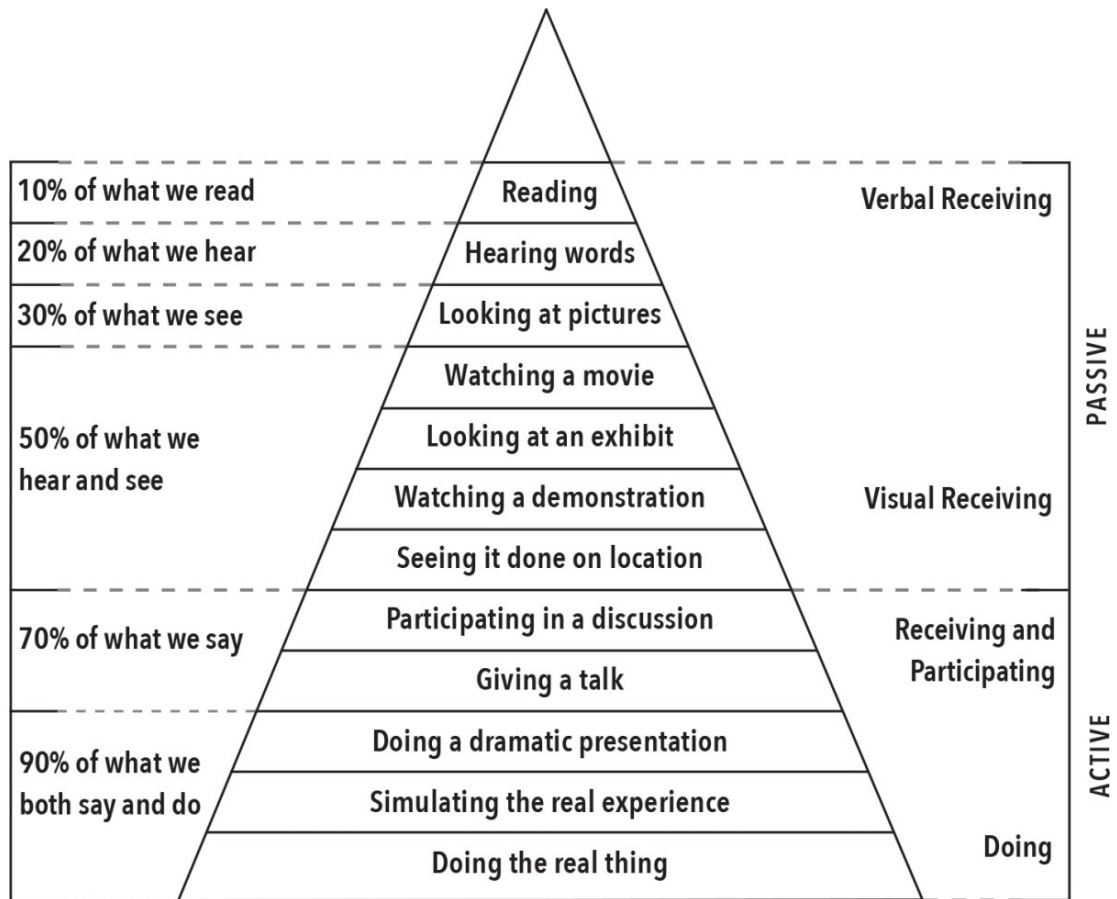 10% of what we read
Reading
Verbal Receiving
20% of what we hear
Hearing words
30% of what we see
Looking at pictures
Watching a movie
50% of what we
hear and see
Looking at an exhibit
Watching a demonstration
Visual Receiving
Seeing it done on location
PASSIVE
70% of what we say
Participating in a discussion
Receiving and
Participating
Giving a talk
90% of what we
both say and do
Doing a dramatic presentation
Simulating the real experience
Doing the real thing
Doing
ACTIVE